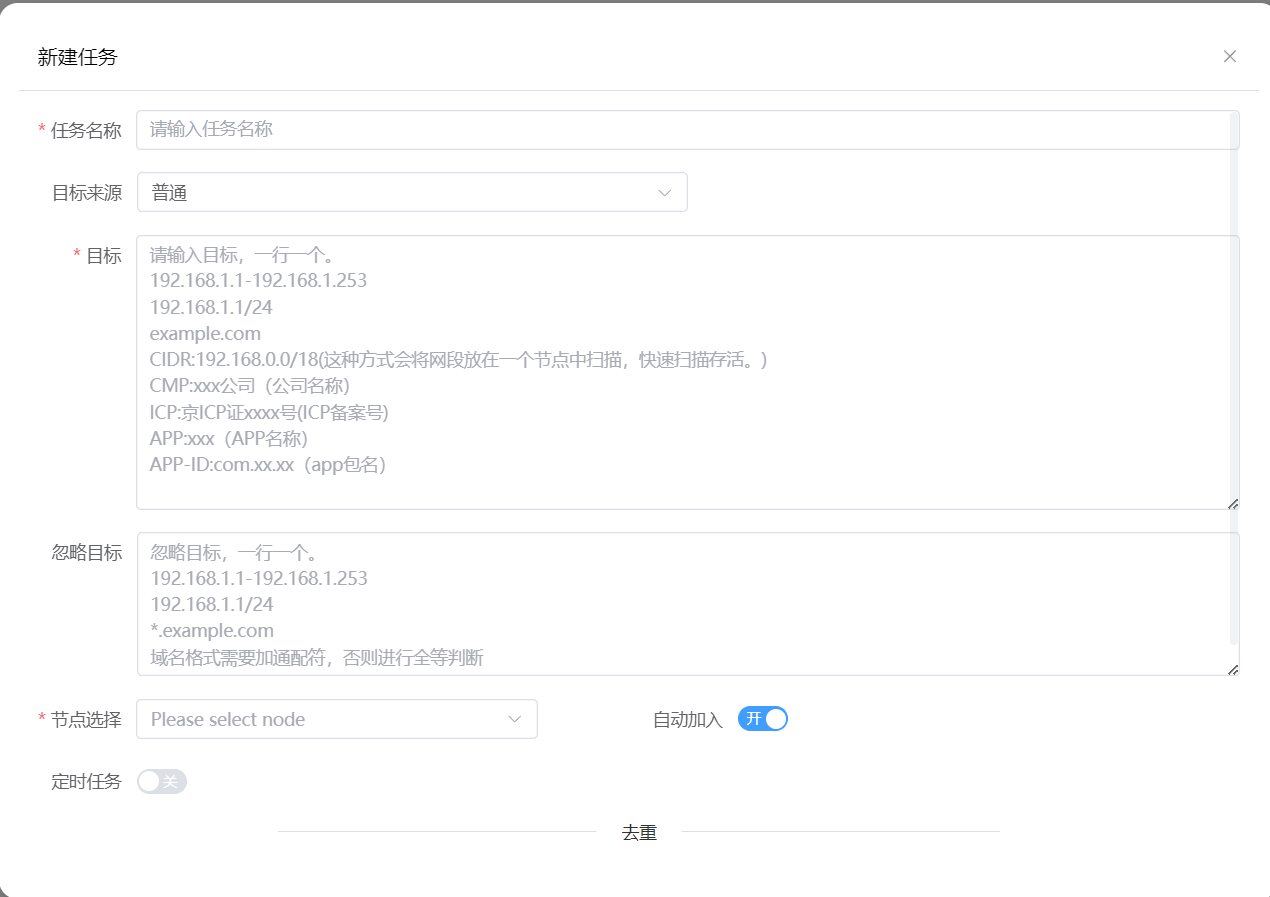 新建任务
* 任务名称 请输入任务名称
目标来源 普通
* 目标 请输入目标，一行一个。
192.168.1.1-192.168.1.253
192.168.1.1/24
example.com
CIDR:192.168.0.0/18(这种方式会将网段放在一个节点中扫描，快速扫描存活。)
CMP:xxx公司（公司名称）
ICP:京ICP证xxxx号(ICP备案号)
APP:xxx（APP名称）
APP-ID:com.xx.xx（app包名）
忽略目标 忽略目标，一行一个。
192.168.1.1-192.168.1.253
192.168.1.1/24
*.example.com
域名格式需要加通配符，否则进行全等判断
* 节点选择 Please select node 自动加入 开
定时任务 关
去重